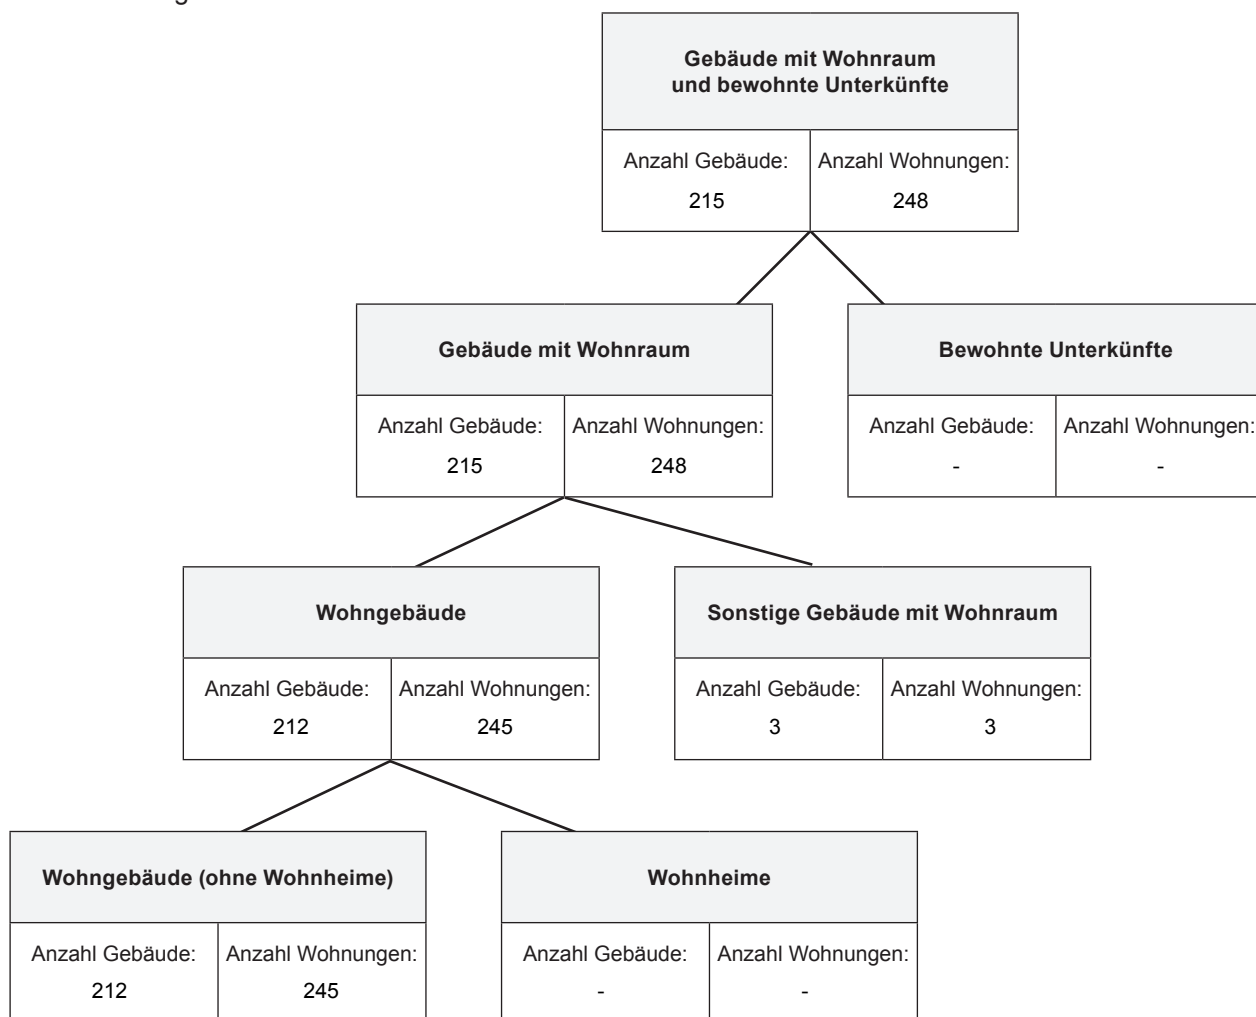 Gebäude mit Wohnraum
und bewohnte Unterkünfte
Anzahl Gebäude: Anzahl Wohnungen:
215 248
Gebäude mit Wohnraum
Anzahl Gebäude: Anzahl Wohnungen:
215 248
Bewohnte Unterkünfte
Anzahl Gebäude: Anzahl Wohnungen:
- -
Wohngebäude
Anzahl Gebäude: Anzahl Wohnungen:
212 245
Sonstige Gebäude mit Wohnraum
Anzahl Gebäude: Anzahl Wohnungen:
3 3
Wohngebäude (ohne Wohnheime)
Anzahl Gebäude: Anzahl Wohnungen:
212 245
Wohnheime
Anzahl Gebäude: Anzahl Wohnungen:
- -